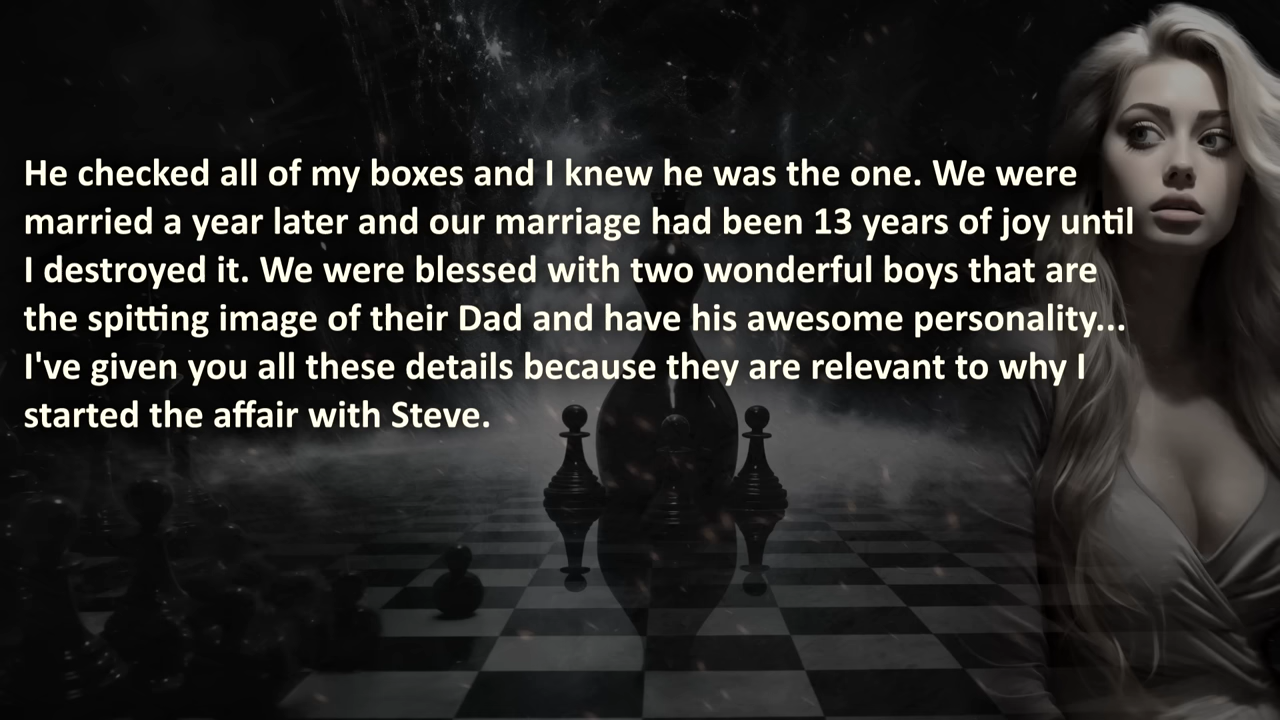 He checked all of my boxes and I knew he was the one. We were
married a year later and our marriage had been 13 years of joy until
I destroyed it. We were blessed with two wonderful boys that are
the spitting image of their Dad and have his awesome personality...
I've given you all these details because they are relevant to why I
started the affair with Steve.